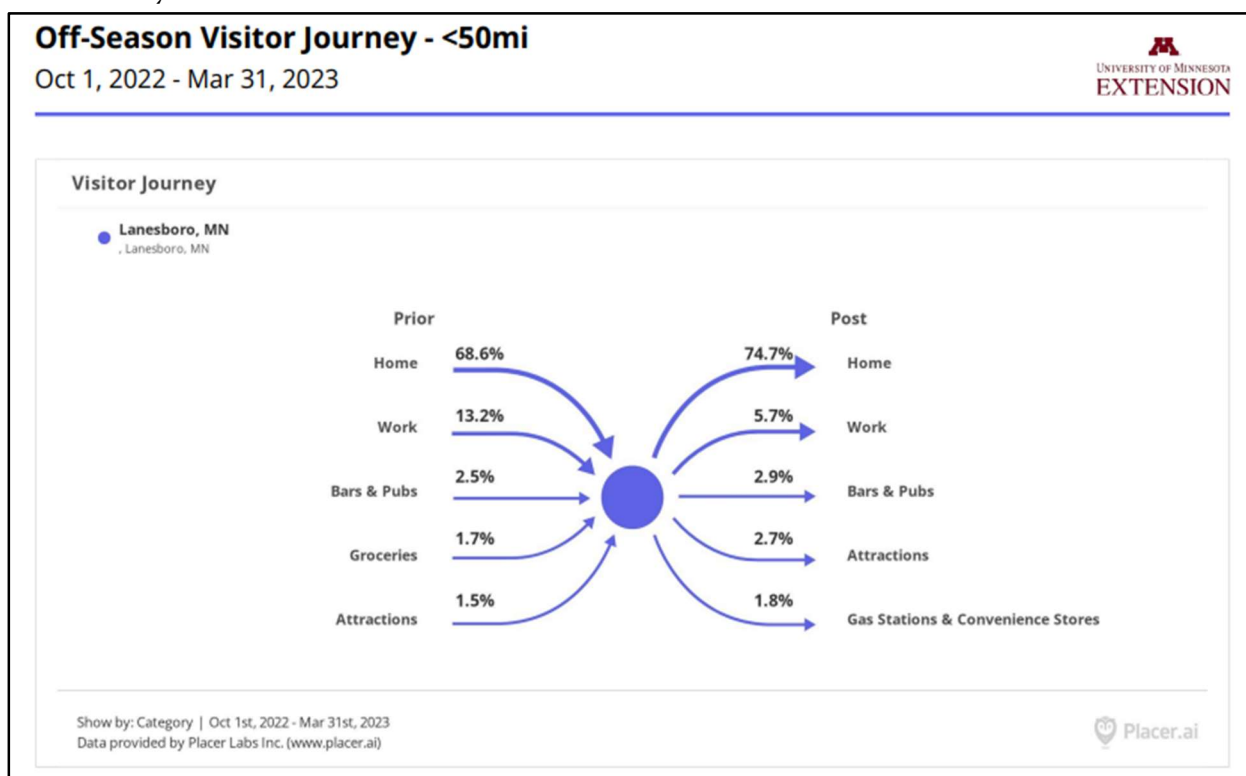 Off-Season Visitor Journey - <50mi
Oct 1, 2022 - Mar 31, 2023
UNIVERSITY OF MINNESOTA
EXTENSION
Visitor Journey
Lanesboro, MN
, Lanesboro, MN
Prior
Post
Home 68.6% 74.7% Home
Work 13.2% 5.7% Work
Bars & Pubs 2.5% 2.9% Bars & Pubs
Groceries 1.7% 2.7% Attractions
Attractions 1.5% 1.8% Gas Stations & Convenience Stores
Show by: Category | Oct 1st, 2022 - Mar 31st, 2023
Data provided by Placer Labs Inc. (www.placer.ai)
Placer.ai